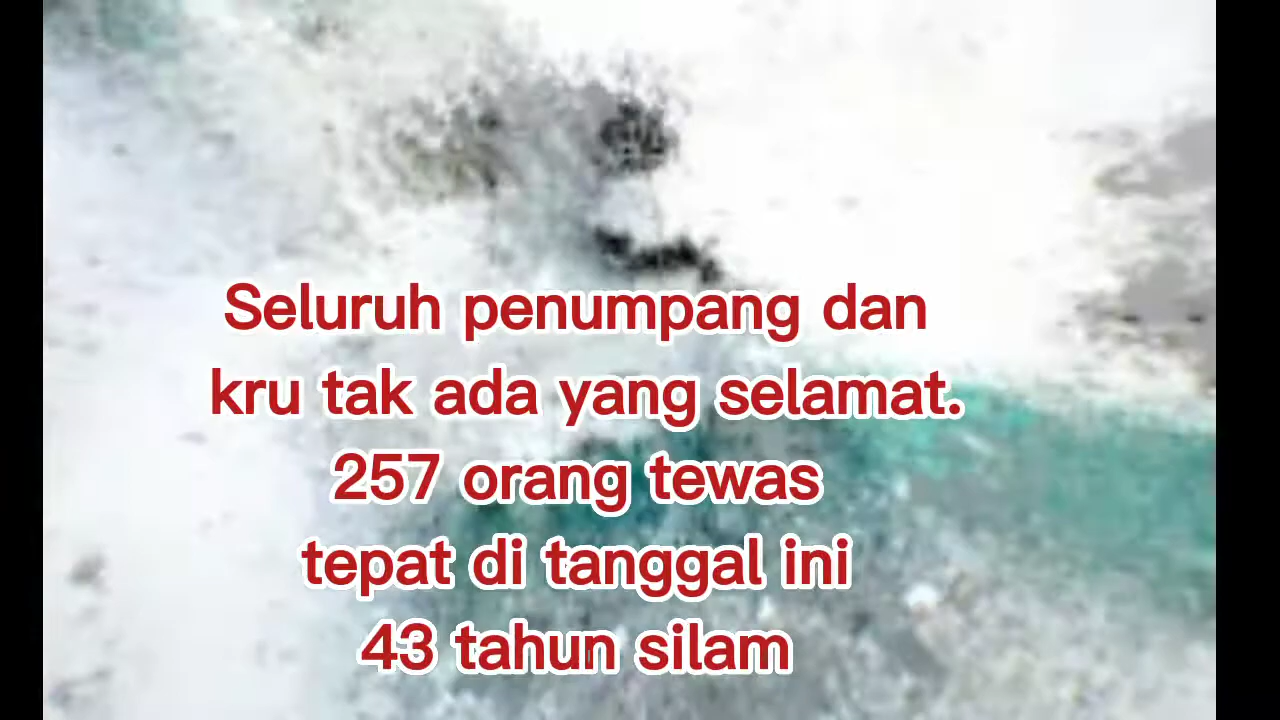 Seluruh penumpang dan
kru tak ada yang selamat.
257 orang tewas
tepat di tanggal ini
43 tahun silam